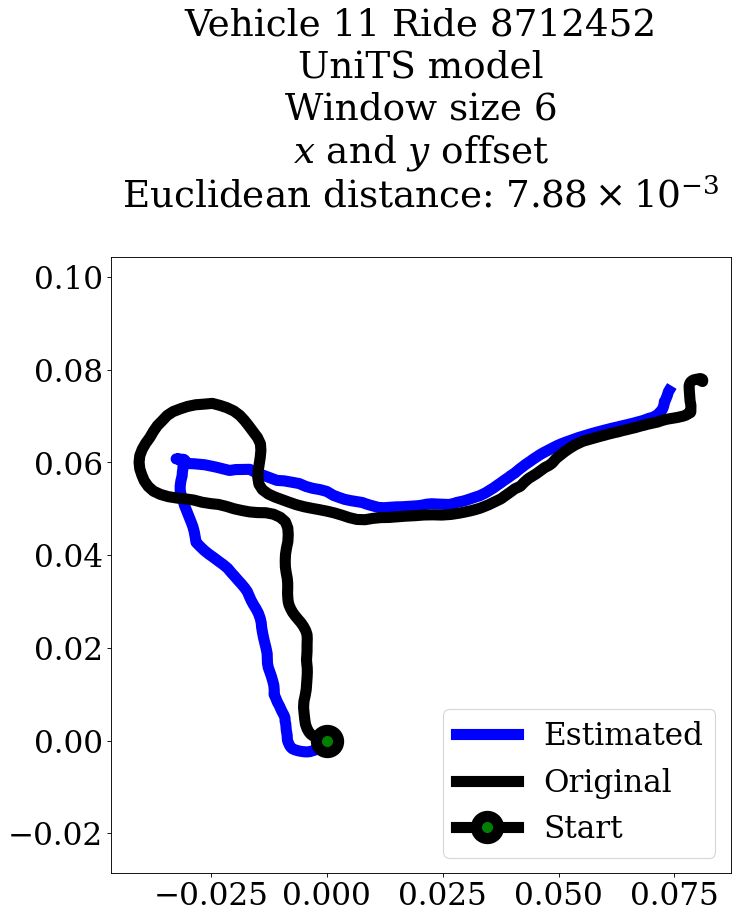 Vehicle 11 Ride 8712452
UniTS model
Window size 6
x and y offset
Euclidean distance: 7.88 × 10⁻³
0.10
0.08
0.06
0.04
0.02
0.00
−0.02
Estimated
Original
Start
−0.025 0.000 0.025 0.050 0.075